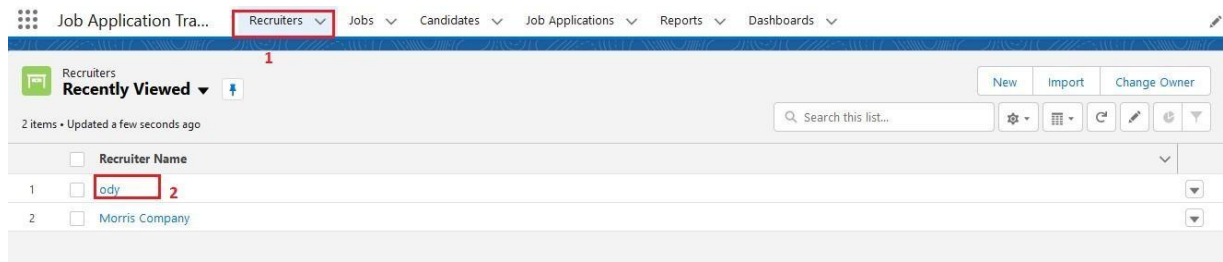 Job Application Tra... Recruiters Jobs Candidates Job Applications Reports Dashboards
1
Recruiters
Recently Viewed
New Import Change Owner
2 items • Updated a few seconds ago
Search this list...
Recruiter Name
1 ody 2
2 Morris Company